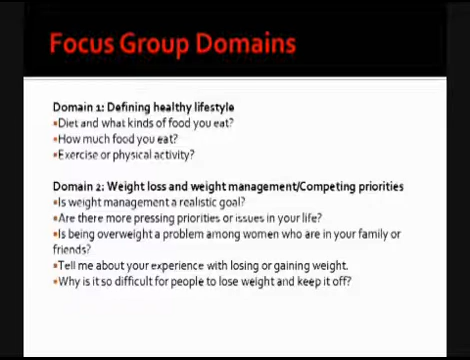 Focus Group Domains
Domain 1: Defining healthy lifestyle
▪Diet and what kinds of food you eat?
▪How much food you eat?
▪Exercise or physical activity?
Domain 2: Weight loss and weight management/Competing priorities
▪Is weight management a realistic goal?
▪Are there more pressing priorities or issues in your life?
▪Is being overweight a problem among women who are in your family or
friends?
▪Tell me about your experience with losing or gaining weight.
▪Why is it so difficult for people to lose weight and keep it off?